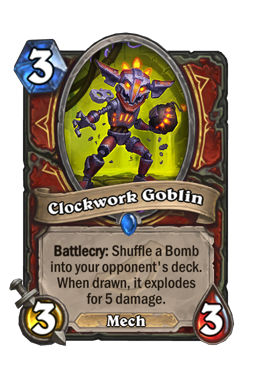 3
Clockwork Goblin
Battlecry: Shuffle a Bomb
into your opponent's deck.
When drawn, it explodes
for 5 damage.
3 Mech 3